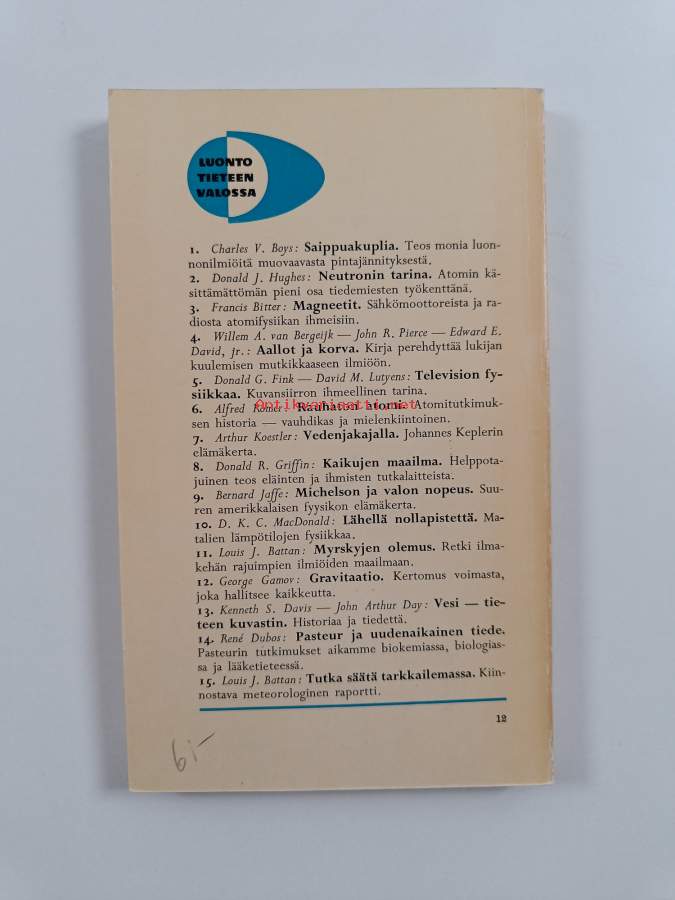 LUONTO
TIETEEN
VALOSSA
1. Charles V. Boys: Saippuakuplia. Teos monia luon-
nonilmiöitä muovaavasta pintajännityksestä.
2. Donald J. Hughes: Neutronin tarina. Atomin kä-
sittämättömän pieni osa tiedemiesten työkenttänä.
3. Francis Bitter: Magneetit. Sähkömoottoreista ja ra-
diosta atomifysiikan ihmeisiin.
4. Willem A. van Bergeijk — John R. Pierce — Edward E.
David, jr.: Aallot ja korva. Kirja perehdyttää lukijan
kuulemisen mutkikkaaseen ilmiöön.
5. Donald G. Fink — David M. Lutyens: Television fy-
siikkaa. Kuvansiirron ihmeellinen tarina.
6. Alfred Romer: Rauhaton atomi. Atomitutkimuk-
Antikvariaatti.net
sen historia — vauhdikas ja mielenkiintoinen.
7. Arthur Koestler: Vedenjakajalla. Johannes Keplerin
elämäkerta.
8. Donald R. Griffin: Kaikujen maailma. Helppota-
juinen teos eläinten ja ihmisten tutkalaitteista.
9. Bernard Jaffe: Michelson ja valon nopeus. Suu-
ren amerikkalaisen fyysikon elämäkerta.
10. D. K. C. MacDonald: Lähellä nollapistettä. Ma-
talien lämpötilojen fysiikkaa.
11. Louis J. Battan: Myrskyjen olemus. Retki ilma-
kehän rajuimpien ilmiöiden maailmaan.
12. George Gamov: Gravitaatio. Kertomus voimasta,
joka hallitsee kaikkeutta.
13. Kenneth S. Davis — John Arthur Day: Vesi — tie-
teen kuvastin. Historiaa ja tiedettä.
14. René Dubos: Pasteur ja uudenaikainen tiede.
Pasteurin tutkimukset aikamme biokemiassa, biologias-
sa ja lääketieteessä.
15. Louis J. Battan: Tutka säätä tarkkailemassa. Kiin-
nostava meteorologinen raportti.
12
6:-